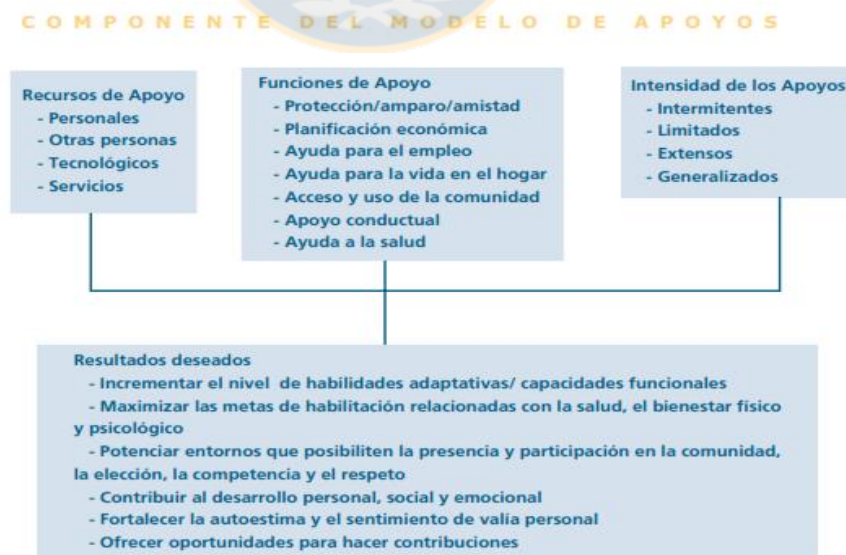 COMPONENTE DEL MODELO DE APOYOS
Recursos de Apoyo
- Personales
- Otras personas
- Tecnológicos
- Servicios
Funciones de Apoyo
- Protección/amparo/amistad
- Planificación económica
- Ayuda para el empleo
- Ayuda para la vida en el hogar
- Acceso y uso de la comunidad
- Apoyo conductual
- Ayuda a la salud
Intensidad de los Apoyos
- Intermitentes
- Limitados
- Extensos
- Generalizados
Resultados deseados
- Incrementar el nivel de habilidades adaptativas/ capacidades funcionales
- Maximizar las metas de habilitación relacionadas con la salud, el bienestar físico
y psicológico
- Potenciar entornos que posibiliten la presencia y participación en la comunidad,
la elección, la competencia y el respeto
- Contribuir al desarrollo personal, social y emocional
- Fortalecer la autoestima y el sentimiento de valía personal
- Ofrecer oportunidades para hacer contribuciones